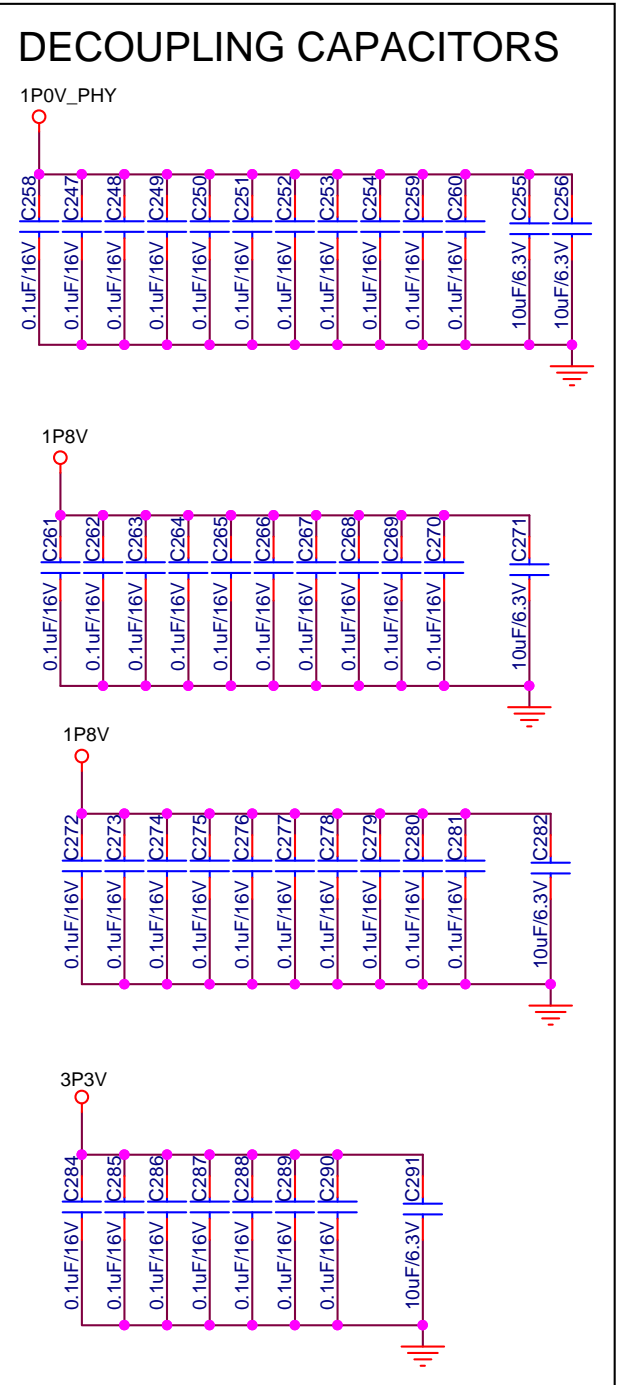 DECOUPLING CAPACITORS
1P0V_PHY
C258 C247 C248 C249 C250 C251 C252 C253 C254 C259 C260 C255 C256
0.1uF/16V 0.1uF/16V 0.1uF/16V 0.1uF/16V 0.1uF/16V 0.1uF/16V 0.1uF/16V 0.1uF/16V 0.1uF/16V 0.1uF/16V 0.1uF/16V 10uF/6.3V 10uF/6.3V
1P8V
C261 C262 C263 C264 C265 C266 C267 C268 C269 C270 C271
0.1uF/16V 0.1uF/16V 0.1uF/16V 0.1uF/16V 0.1uF/16V 0.1uF/16V 0.1uF/16V 0.1uF/16V 0.1uF/16V 0.1uF/16V 10uF/6.3V
1P8V
C272 C273 C274 C275 C276 C277 C278 C279 C280 C281 C282
0.1uF/16V 0.1uF/16V 0.1uF/16V 0.1uF/16V 0.1uF/16V 0.1uF/16V 0.1uF/16V 0.1uF/16V 0.1uF/16V 0.1uF/16V 10uF/6.3V
3P3V
C284 C285 C286 C287 C288 C289 C290 C291
0.1uF/16V 0.1uF/16V 0.1uF/16V 0.1uF/16V 0.1uF/16V 0.1uF/16V 0.1uF/16V 10uF/6.3V